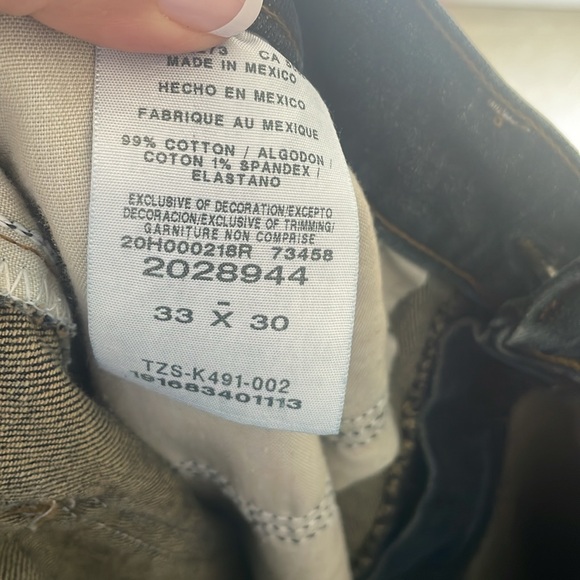 CA
MADE IN MEXICO
HECHO EN MEXICO
FABRIQUE AU MEXIQUE
99% COTTON / ALGODON /
COTON 1% SPANDEX /
ELASTANO
EXCLUSIVE OF DECORATION/EXCEPTO
DECORACION/EXCLUSIVE OF TRIMMING/
GARNITURE NON COMPRISE
20H000218R 73458
2028944
33 X 30
TZS-K491-002
191683401113